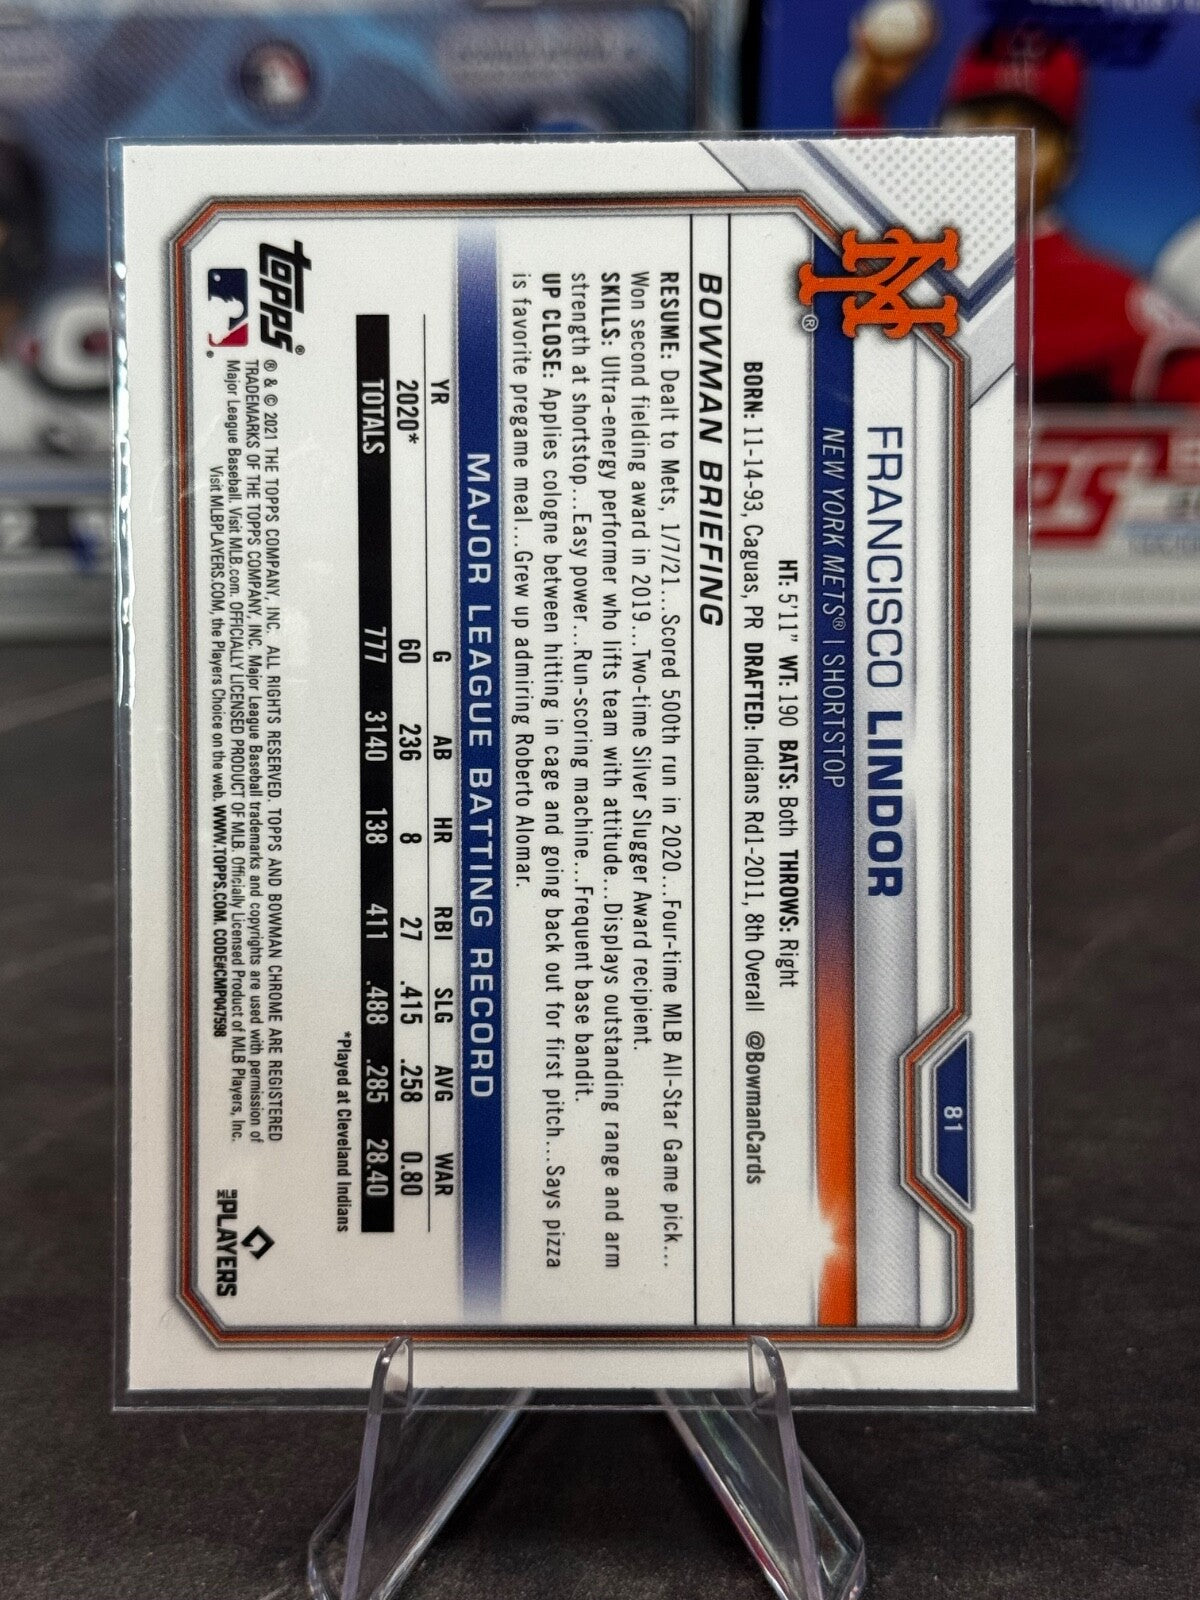 81
FRANCISCO LINDOR
NEW YORK METS® | SHORTSTOP
®
HT: 5'11" WT: 190 BATS: Both THROWS: Right
BORN: 11-14-93, Caguas, PR DRAFTED: Indians Rd1-2011, 8th Overall @BowmanCards
BOWMAN BRIEFING
RESUME: Dealt to Mets, 1/7/21...Scored 500th run in 2020...Four-time MLB All-Star Game pick...
Won second fielding award in 2019...Two-time Silver Slugger Award recipient.
SKILLS: Ultra-energy performer who lifts team with attitude...Displays outstanding range and arm
strength at shortstop...Easy power...Run-scoring machine...Frequent base bandit.
UP CLOSE: Applies cologne between hitting in cage and going back out for first pitch...Says pizza
is favorite pregame meal...Grew up admiring Roberto Alomar.
MAJOR LEAGUE BATTING RECORD
YR G AB HR RBI SLG AVG WAR
2020* 60 236 8 27 .415 .258 0.80
TOTALS 777 3140 138 411 .488 .285 28.40
*Played at Cleveland Indians
topps®
® & © 2021 THE TOPPS COMPANY, INC. ALL RIGHTS RESERVED. TOPPS AND BOWMAN CHROME ARE REGISTERED
TRADEMARKS OF THE TOPPS COMPANY, INC. Major League Baseball trademarks and copyrights are used with permission of
Major League Baseball. Visit MLB.com. OFFICIALLY LICENSED PRODUCT OF MLB. Officially Licensed Product of MLB Players, Inc.
Visit MLBPLAYERS.COM, the Players Choice on the web. WWW.TOPPS.COM. CODE#CMP047598
MLB PLAYERS